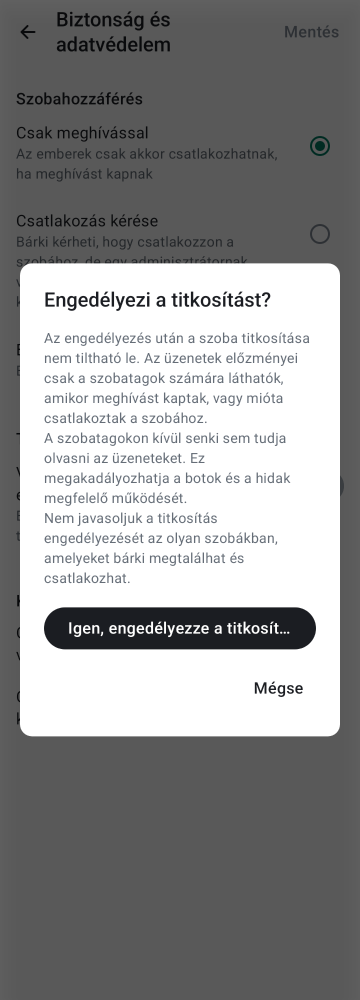 Biztonság és
adatvédelem
Mentés
Szobahozzáférés
Csak meghívással
Az emberek csak akkor csatlakozhatnak,
ha meghívást kapnak
Csatlakozás kérése
Bárki kérheti, hogy csatlakozzon a
szobához, de egy adminisztrátornak
Engedélyezi a titkosítást?
Az engedélyezés után a szoba titkosítása
nem tiltható le. Az üzenetek előzményei
csak a szobatagok számára láthatók,
amikor meghívást kaptak, vagy mióta
csatlakoztak a szobához.
A szobatagokon kívül senki sem tudja
olvasni az üzeneteket. Ez
megakadályozhatja a botok és a hidak
megfelelő működését.
Nem javasoljuk a titkosítás
engedélyezését az olyan szobákban,
amelyeket bárki megtalálhat és
csatlakozhat.
Igen, engedélyezze a titkosít…
Mégse